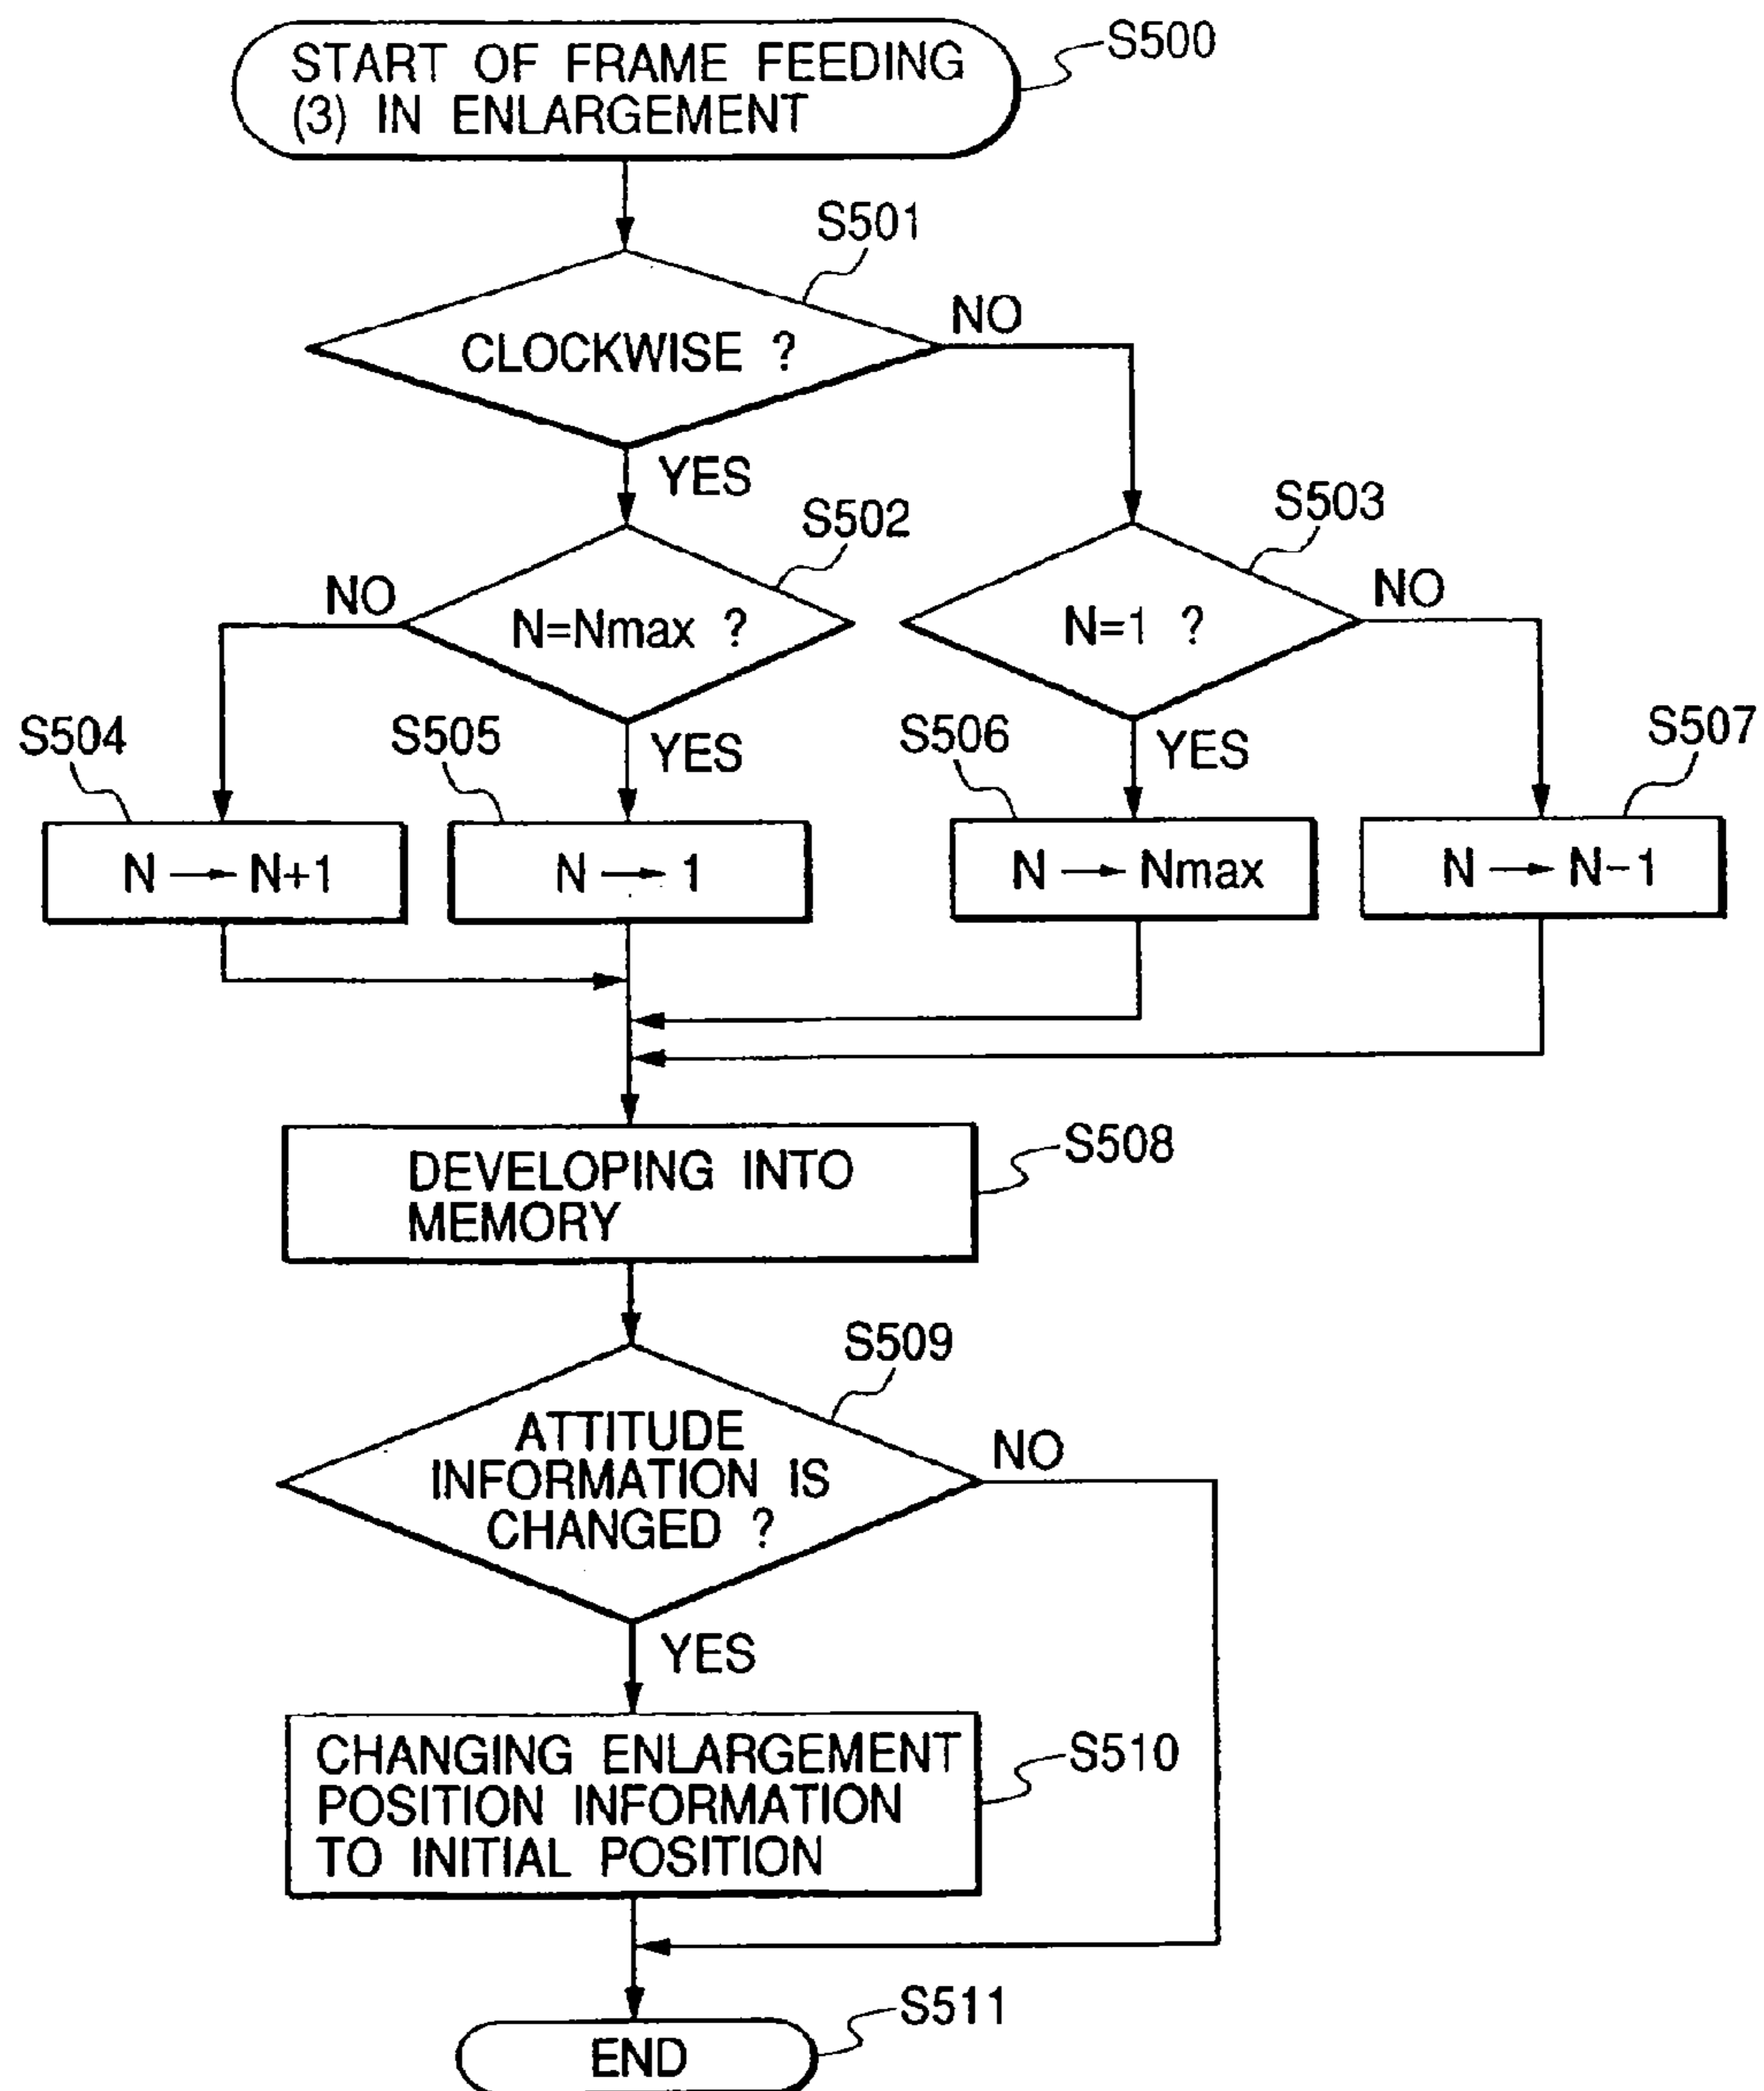 START OF FRAME FEEDING
(3) IN ENLARGEMENT
S500
S501
CLOCKWISE ?
NO
YES
S502
S503
NO
N=Nmax ?
N=1 ?
NO
S504
S505
YES
S506
YES
S507
N → N+1
N → 1
N → Nmax
N → N-1
DEVELOPING INTO
MEMORY
S508
S509
ATTITUDE
INFORMATION IS
CHANGED ?
NO
YES
CHANGING ENLARGEMENT
POSITION INFORMATION
TO INITIAL POSITION
S510
S511
END